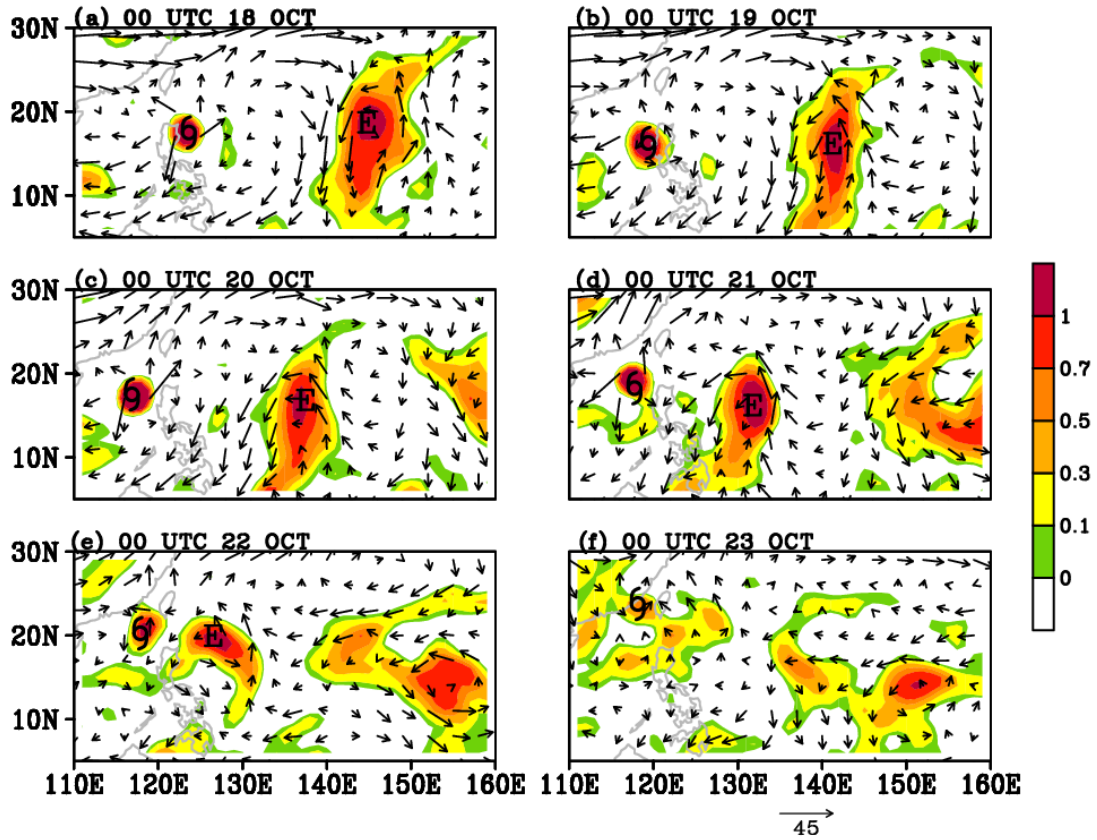 (a) 00 UTC 18 OCT
(b) 00 UTC 19 OCT
30N
20N
E
E
10N
(c) 00 UTC 20 OCT
(d) 00 UTC 21 OCT
30N
1
20N
0.7
E
E
0.5
10N
0.3
0.1
(e) 00 UTC 22 OCT
(f) 00 UTC 23 OCT
30N
0
20N
E
10N
110E 120E 130E 140E 150E 160E
110E 120E 130E 140E 150E 160E
45